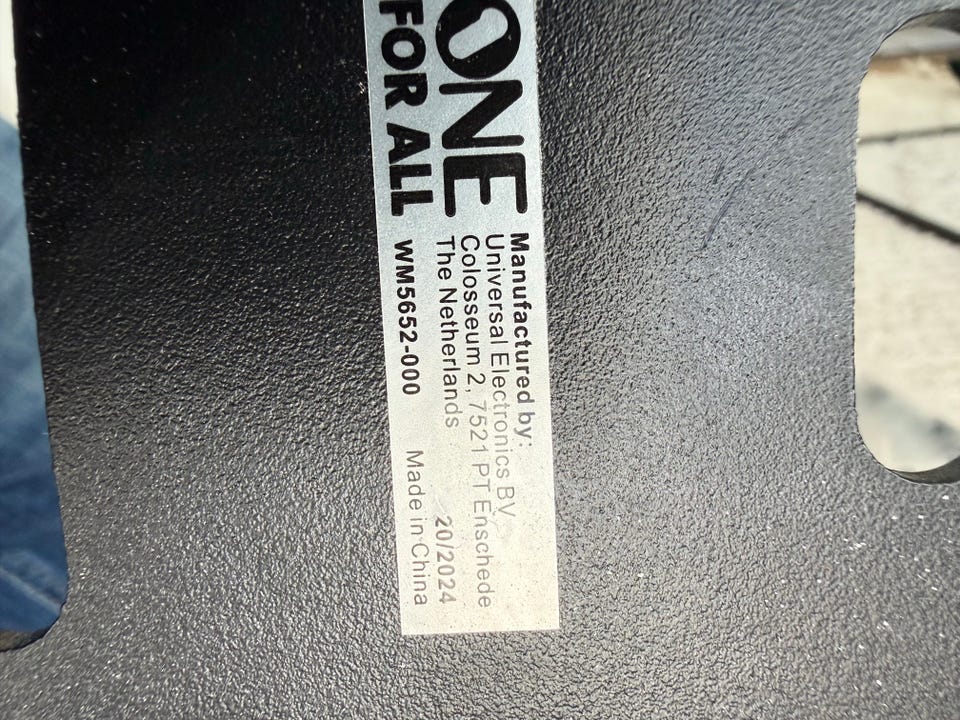 ONE
FOR ALL
Manufactured by:
Universal Electronics BV
Colosseum 2, 7521 PT Enschede
The Netherlands
20/2024
WM5652-000
Made in China